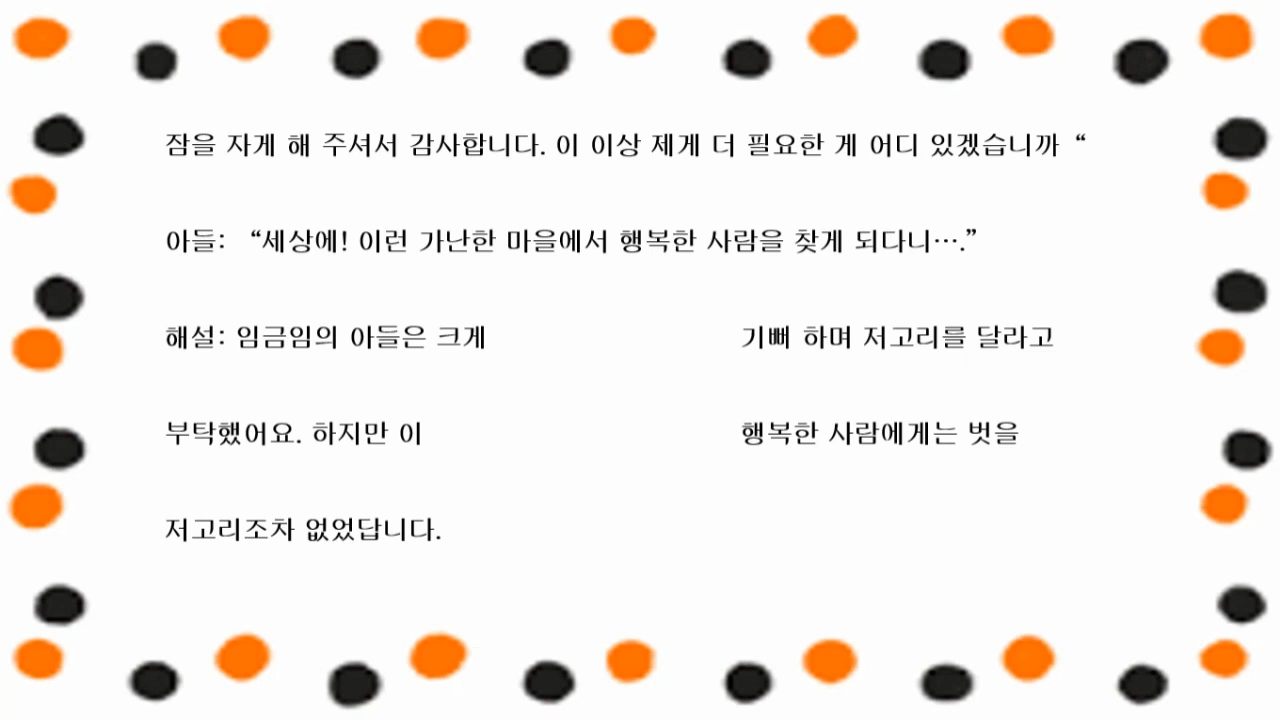 잠을 자게 해 주셔서 감사합니다. 이 이상 제게 더 필요한 게 어디 있겠습니까 “
아들: “세상에! 이런 가난한 마을에서 행복한 사람을 찾게 되다니….”
해설: 임금임의 아들은 크게 기뻐 하며 저고리를 달라고
부탁했어요. 하지만 이 행복한 사람에게는 벗을
저고리조차 없었답니다.